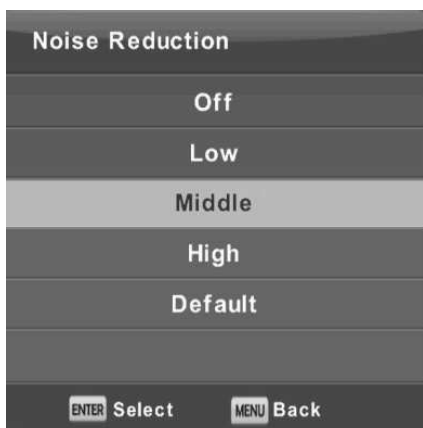 Noise Reduction
Off
Low
Middle
High
Default
ENTER Select MENU Back